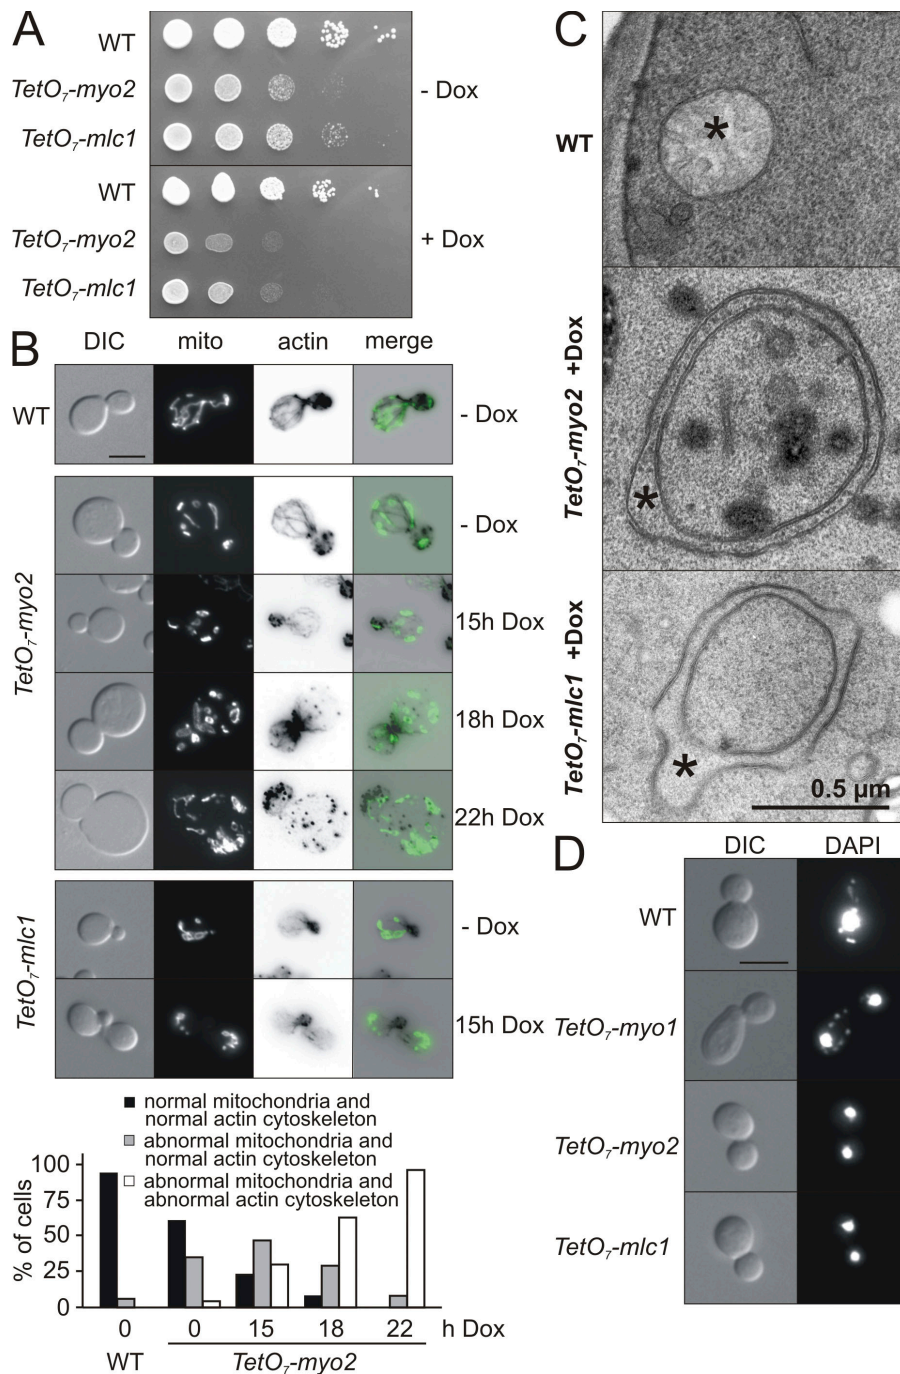 A
WT
TetO₇-myo2
- Dox
TetO₇-mlc1
WT
TetO₇-myo2
+ Dox
TetO₇-mlc1
B
DIC mito actin merge
WT
- Dox
TetO₇-myo2
- Dox
15h Dox
18h Dox
22h Dox
TetO₇-mlc1
- Dox
15h Dox
normal mitochondria and
normal actin cytoskeleton
abnormal mitochondria and
normal actin cytoskeleton
abnormal mitochondria and
abnormal actin cytoskeleton
% of cells
100
75
50
25
0
0 0 15 18 22 h Dox
WT TetO₇-myo2
C
WT
*
TetO₇-myo2 +Dox
*
TetO₇-mlc1 +Dox
*
0.5 µm
D
DIC DAPI
WT
TetO₇-myo1
TetO₇-myo2
TetO₇-mlc1